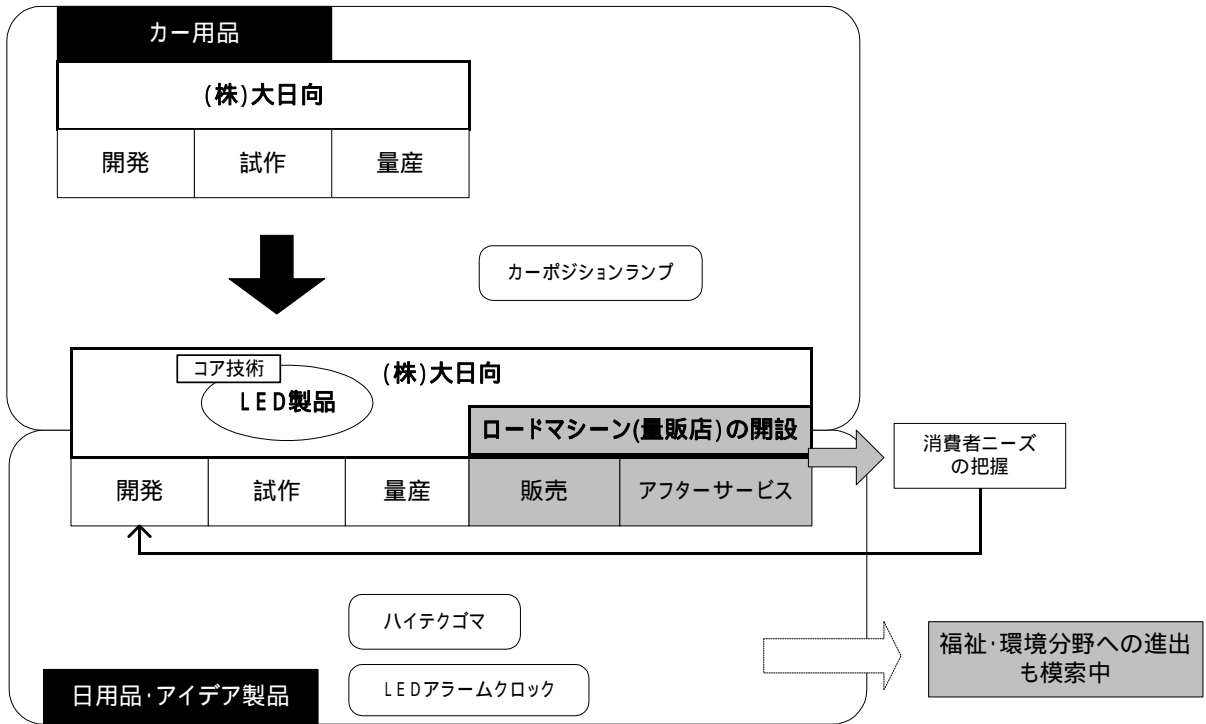 カー用品
(株)大日向
開発 試作 量産
カーポジションランプ
コア技術
(株)大日向
LED製品
ロードマシーン(量販店)の開設
消費者ニーズ
の把握
開発 試作 量産 販売 アフターサービス
ハイテクゴマ
福祉・環境分野への進出
も模索中
LEDアラームクロック
日用品・アイデア製品